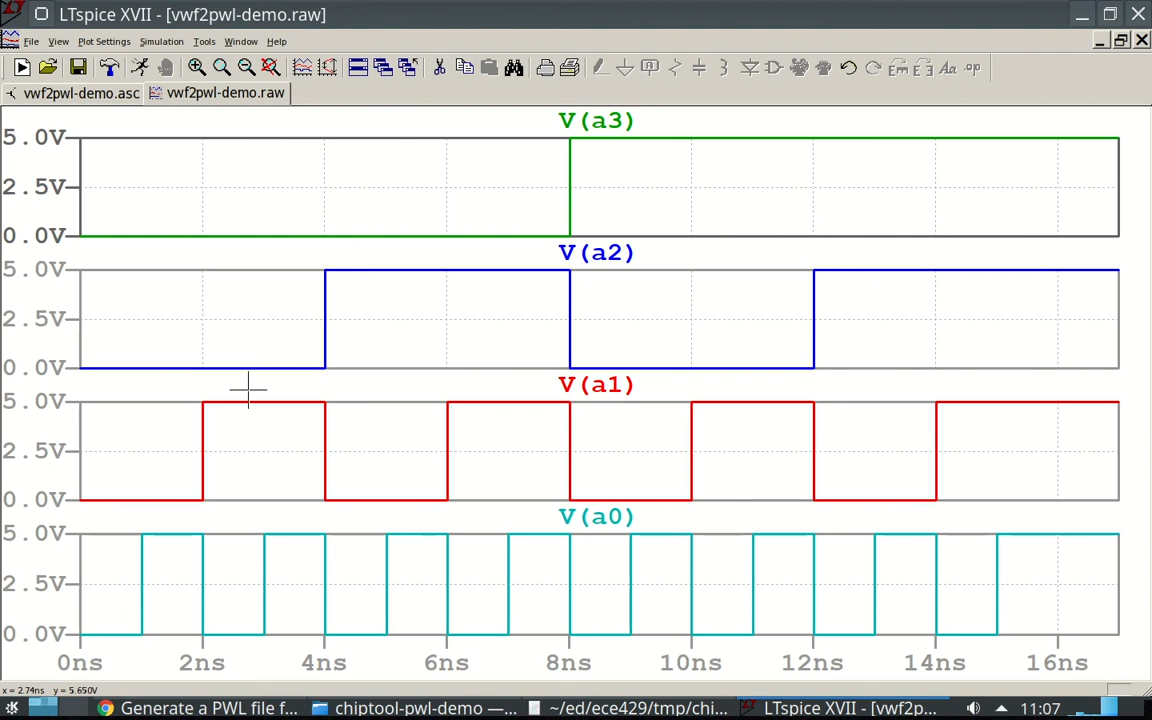 LTspice XVII - [vwf2pwl-demo.raw]
File View Plot Settings Simulation Tools Window Help
Aa .op
vwf2pwl-demo.asc vwf2pwl-demo.raw
V(a3)
5.0V
2.5V
0.0V
V(a2)
5.0V
2.5V
0.0V
V(a1)
5.0V
2.5V
0.0V
V(a0)
5.0V
2.5V
0.0V
0ns 2ns 4ns 6ns 8ns 10ns 12ns 14ns 16ns
x = 2.74ns y = 5.650V
Generate a PWL file f... chiptool-pwl-demo —... ~/ed/ece429/tmp/chi... LTspice XVII - [vwf2p... 11:07